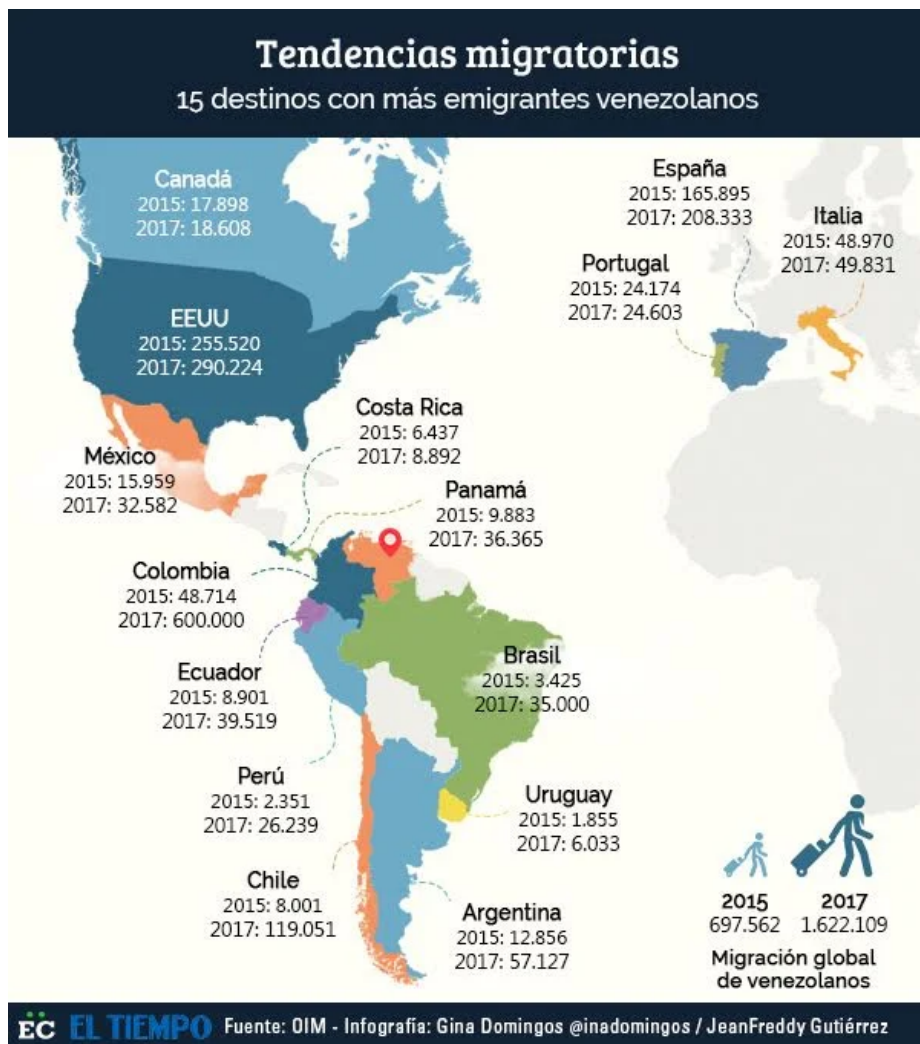 Tendencias migratorias
15 destinos con más emigrantes venezolanos
Canadá
2015: 17.898
2017: 18.608
España
2015: 165.895
2017: 208.333
Italia
2015: 48.970
2017: 49.831
Portugal
2015: 24.174
2017: 24.603
EEUU
2015: 255.520
2017: 290.224
Costa Rica
2015: 6.437
2017: 8.892
México
2015: 15.959
2017: 32.582
Panamá
2015: 9.883
2017: 36.365
Colombia
2015: 48.714
2017: 600.000
Ecuador
2015: 8.901
2017: 39.519
Brasil
2015: 3.425
2017: 35.000
Perú
2015: 2.351
2017: 26.239
Uruguay
2015: 1.855
2017: 6.033
Chile
2015: 8.001
2017: 119.051
Argentina
2015: 12.856
2017: 57.127
2015 2017
697.562 1.622.109
Migración global
de venezolanos
ËC EL TIEMPO Fuente: OIM - Infografía: Gina Domingos @inadomingos / JeanFreddy Gutiérrez